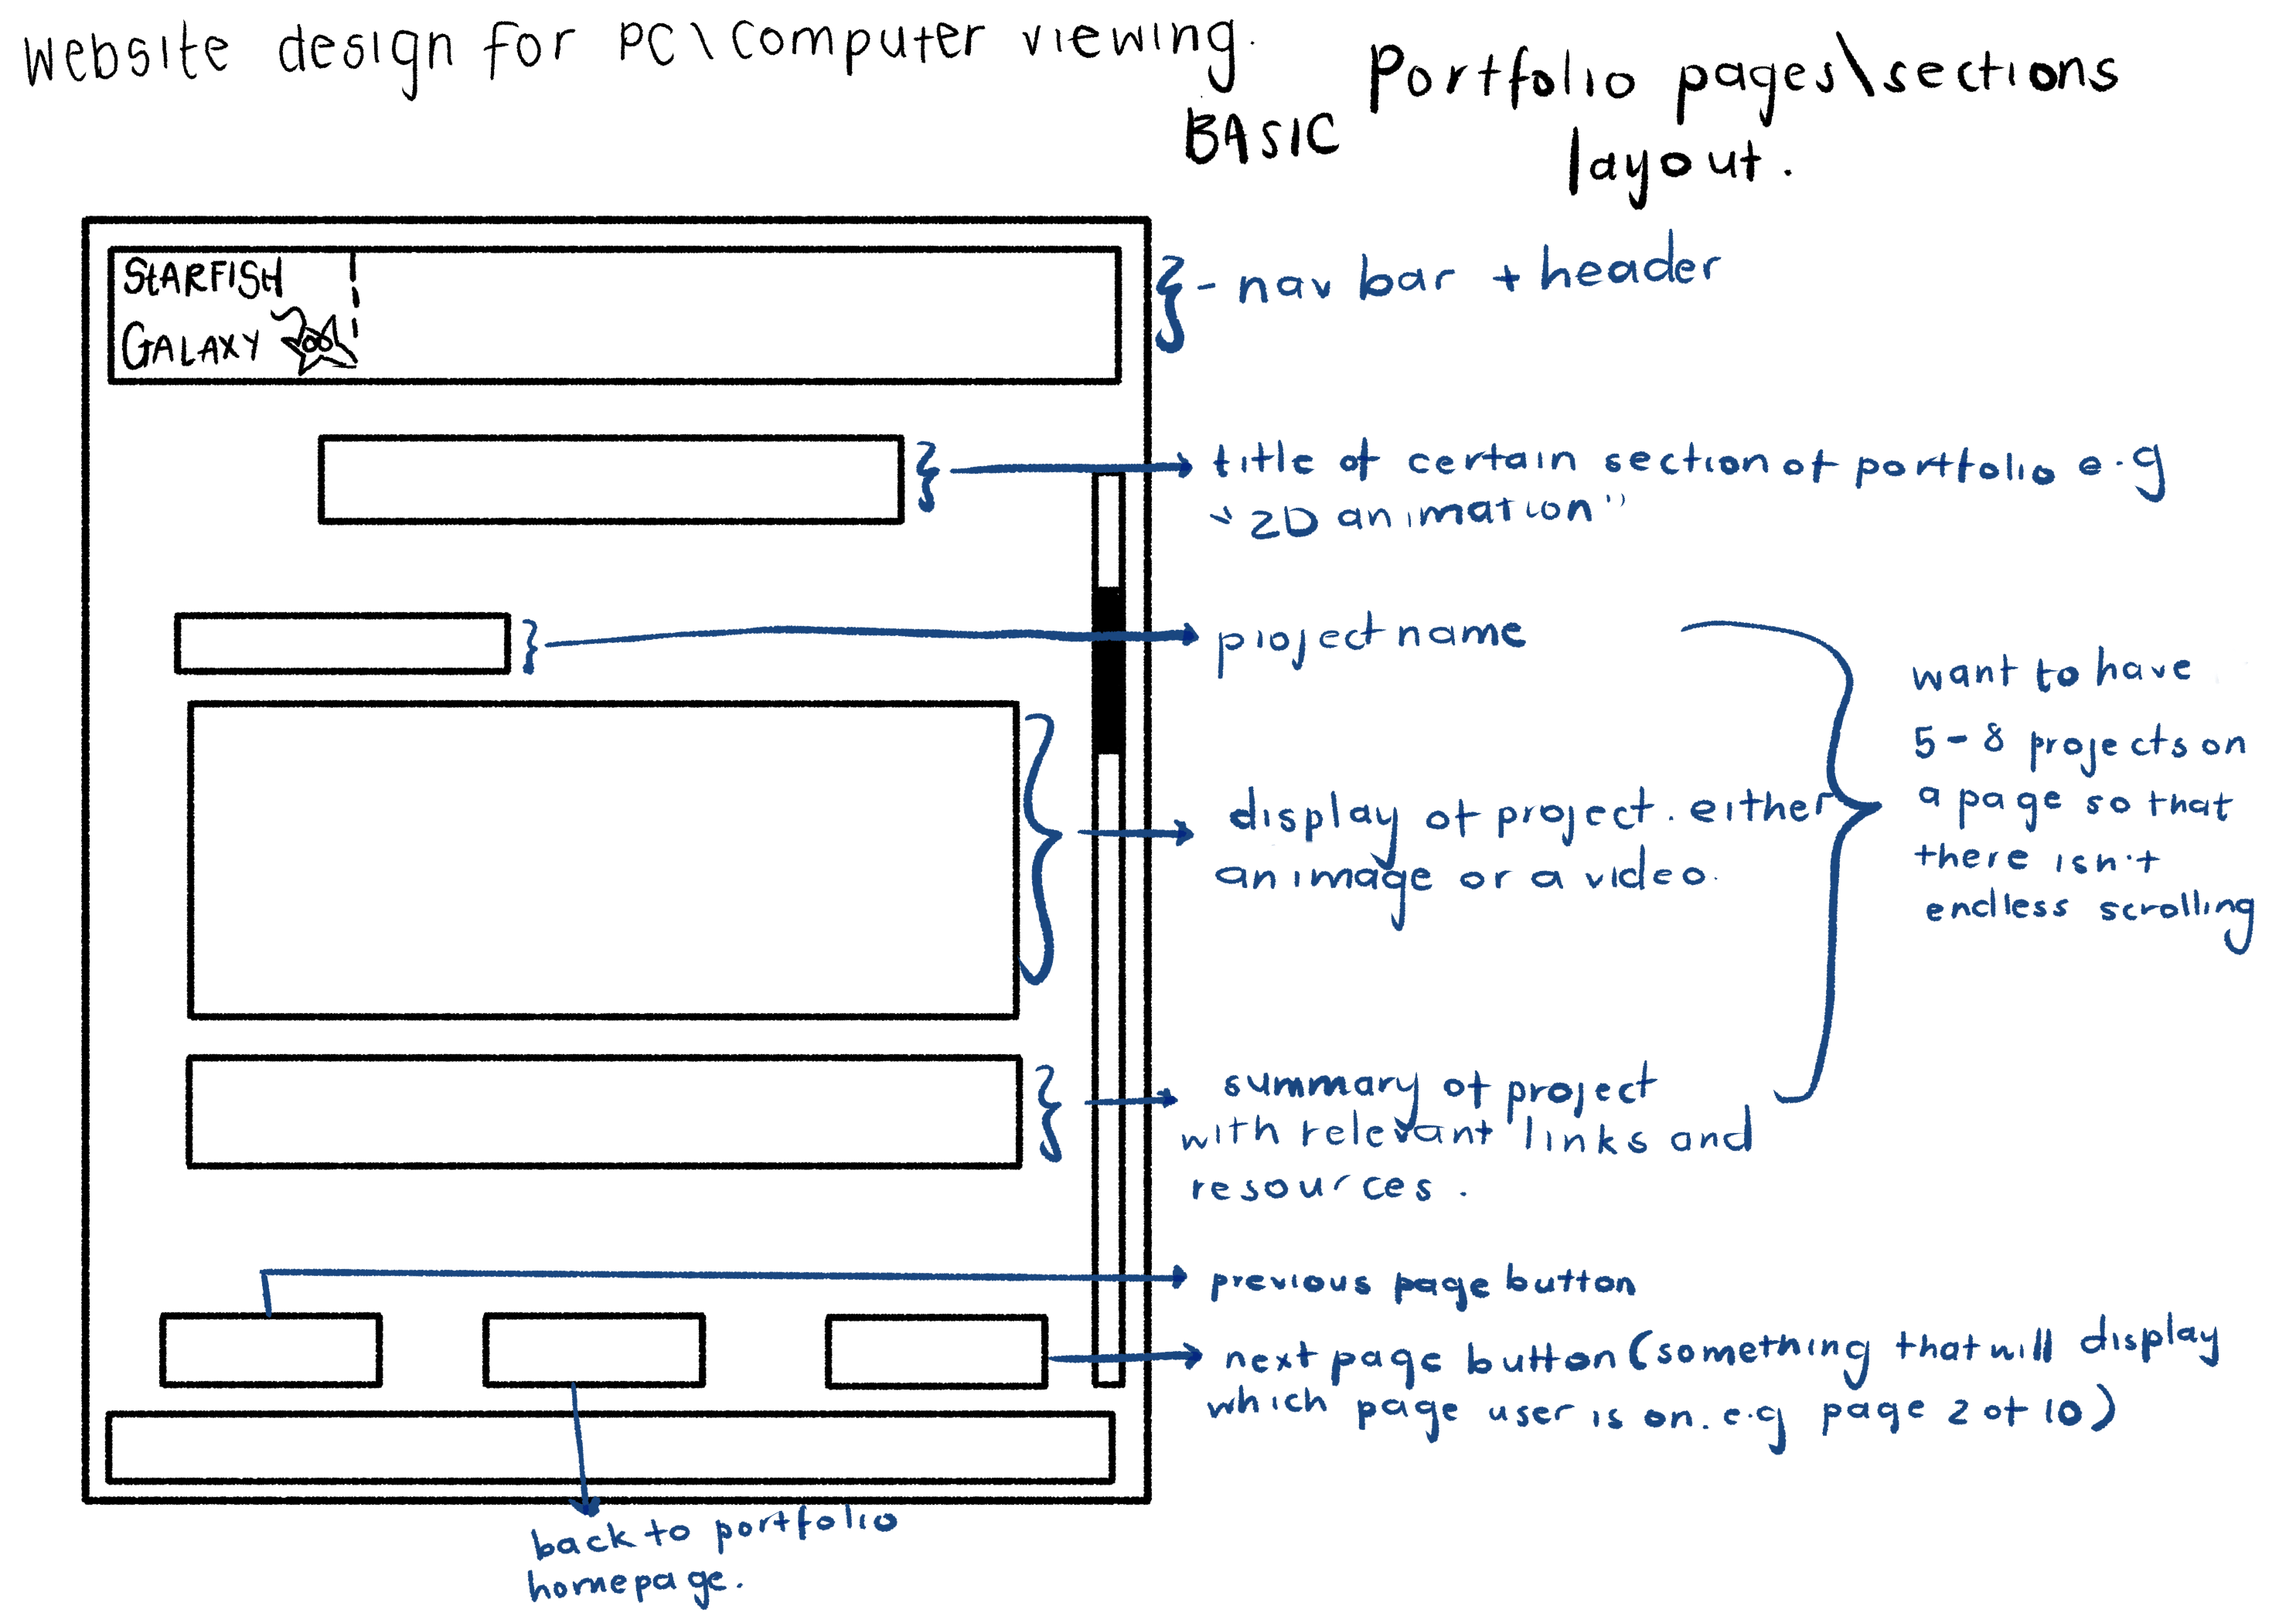 Website design for PC\Computer viewing.
BASIC Portfolio pages\sections
layout.
STARFISH
GALAXY
- nav bar + header
title of certain section of portfolio e.g
"2D animation"
project name
display of project. either
an image or a video.
want to have
5-8 projects on
a page so that
there isn't
endless scrolling
summary of project
with relevant links and
resources.
previous page button
next page button (something that will display
which page user is on. e.g page 2 of 10)
back to portfolio
homepage.